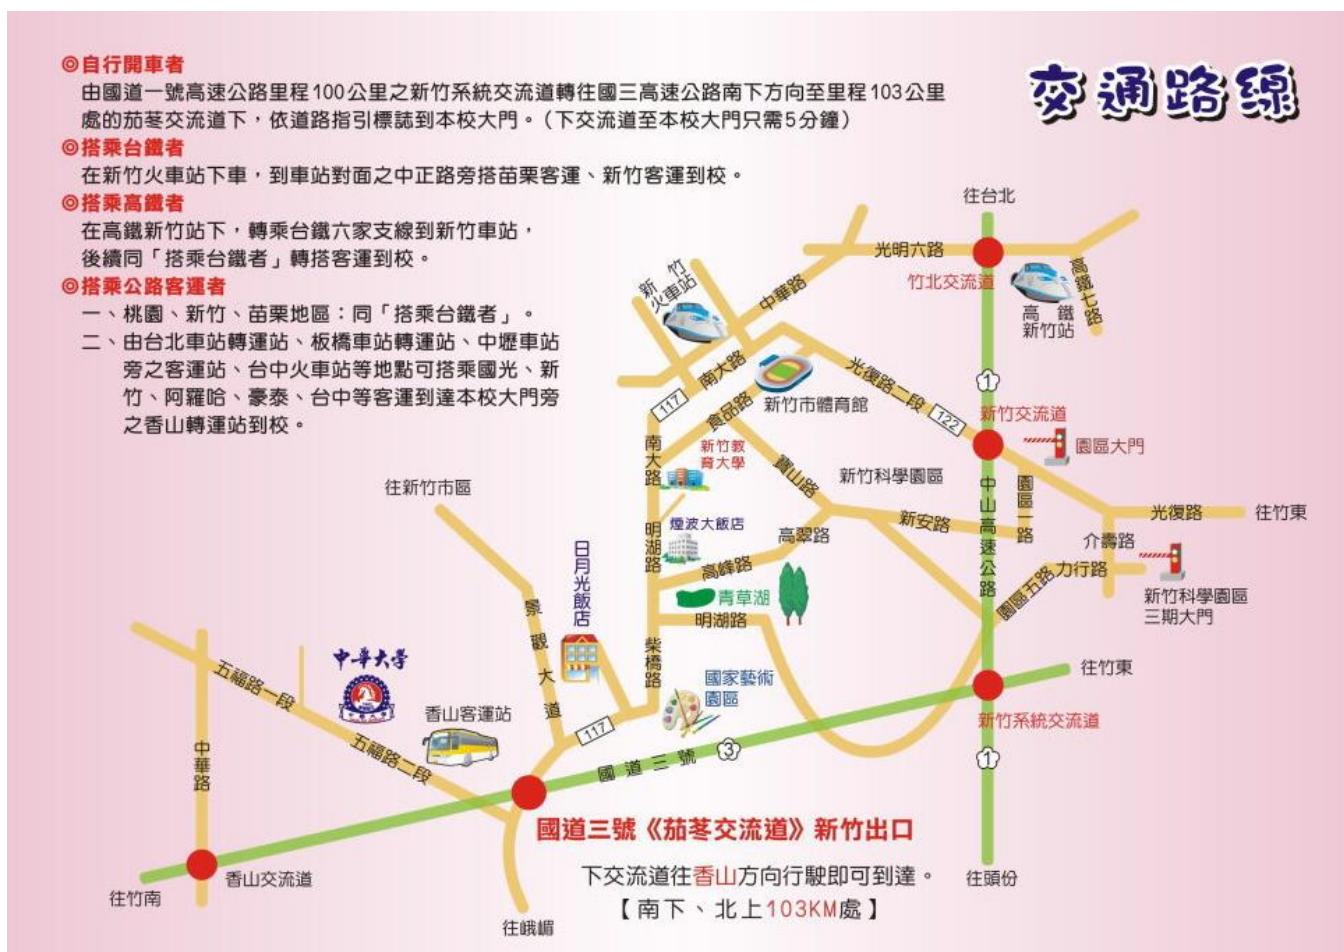 交通路線
◎自行開車者
由國道一號高速公路里程100公里之新竹系統交流道轉往國三高速公路南下方向至里程103公里
處的茄苳交流道下，依道路指引標誌到本校大門。(下交流道至本校大門只需5分鐘)
◎搭乘台鐵者
在新竹火車站下車，到車站對面之中正路旁搭苗栗客運、新竹客運到校。
◎搭乘高鐵者
在高鐵新竹站下，轉乘台鐵六家支線到新竹車站，
後續同「搭乘台鐵者」轉搭客運到校。
◎搭乘公路客運者
一、桃園、新竹、苗栗地區：同「搭乘台鐵者」。
二、由台北車站轉運站、板橋車站轉運站、中壢車站
旁之客運站、台中火車站等地點可搭乘國光、新
竹、阿羅哈、豪泰、台中等客運到達本校大門旁
之香山轉運站到校。
往台北
光明六路
竹北交流道
高鐵七路
高鐵
新竹站
新竹
火車站
中華路
南大路
117
食品路
新竹市體育館
光復路二段
122
1
新竹交流道
園區大門
南大路
新竹教
育大學
寶山路
新竹科學園區
中山高速公路
園區一路
往新竹市區
新安路
光復路
往竹東
明湖路
煙波大飯店
高翠路
介壽路
日月光飯店
高峰路
園區五路
力行路
新竹科學園區
三期大門
青草湖
明湖路
景觀大道
柴橋路
國家藝術
園區
往竹東
中華大學
五福路一段
香山客運站
117
新竹系統交流道
中華路
五福路二段
國道三號
3
1
國道三號《茄苳交流道》新竹出口
香山交流道
下交流道往香山方向行駛即可到達。
往頭份
往竹南
【南下、北上103KM處】
往峨嵋